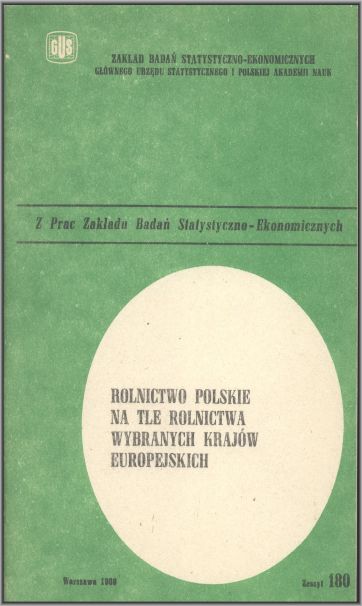 GUS
ZAKŁAD BADAŃ STATYSTYCZNO-EKONOMICZNYCH
GŁÓWNEGO URZĘDU STATYSTYCZNEGO I POLSKIEJ AKADEMII NAUK
Z Prac Zakładu Badań Statystyczno-Ekonomicznych
ROLNICTWO POLSKIE
NA TLE ROLNICTWA
WYBRANYCH KRAJÓW
EUROPEJSKICH
Warszawa
Zeszyt 180